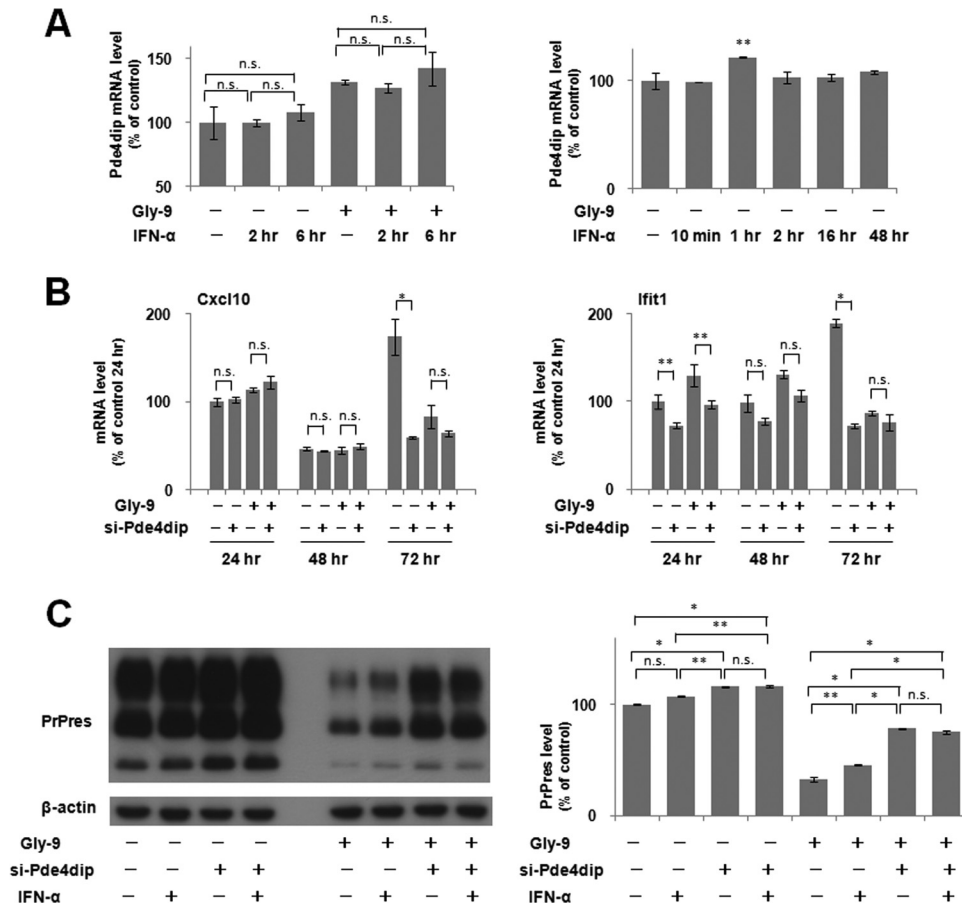 A
Pde4dip mRNA level
(% of control)
150
100
50
n.s.
n.s.
n.s.
n.s.
n.s.
n.s.
Gly-9
– – – + + +
IFN-α
– 2 hr 6 hr – 2 hr 6 hr
Pde4dip mRNA level
(% of control)
100
0
**
Gly-9
– – – – – –
IFN-α
– 10 min 1 hr 2 hr 16 hr 48 hr
B
Cxcl10
mRNA level
(% of control 24 hr)
200
100
0
n.s.
n.s.
n.s.
n.s.
*
n.s.
Gly-9
– – + + – – + + – – + +
si-Pde4dip
– + – + – + – + – + – +
24 hr 48 hr 72 hr
Ifit1
mRNA level
(% of control 24 hr)
200
100
0
**
**
n.s.
n.s.
*
n.s.
Gly-9
– – + + – – + + – – + +
si-Pde4dip
– + – + – + – + – + – +
24 hr 48 hr 72 hr
C
PrPres
β-actin
Gly-9
– – – – + + + +
si-Pde4dip
– – + + – – + +
IFN-α
– + – + – + – +
PrPres level
(% of control)
100
0
*
**
*
n.s.
**
n.s.
*
*
*
**
*
n.s.
Gly-9
– – – – + + + +
si-Pde4dip
– – + + – – + +
IFN-α
– + – + – + – +